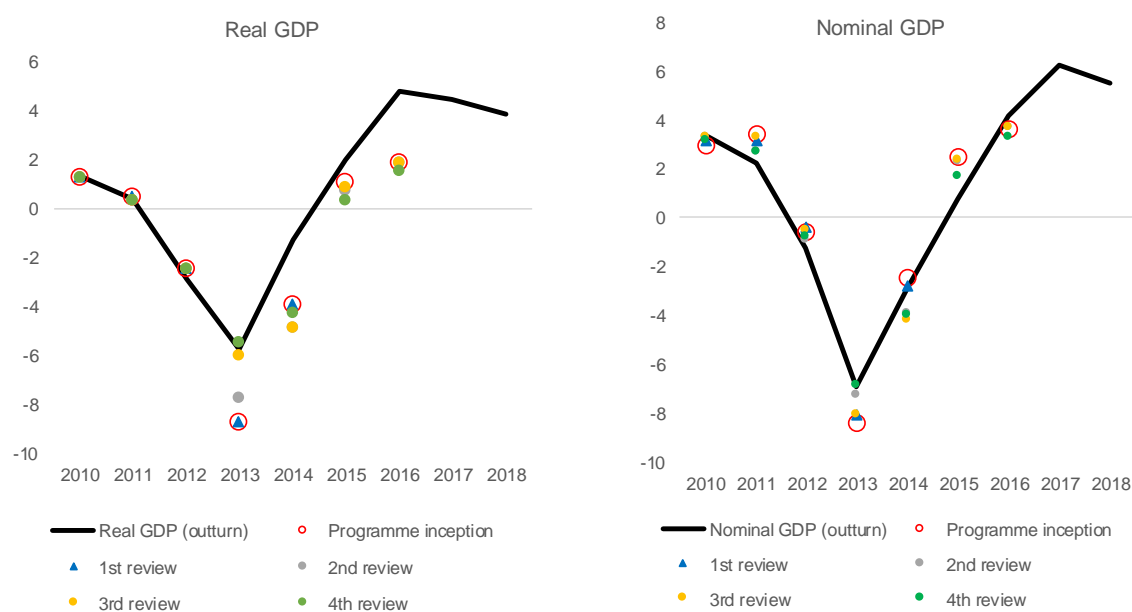 Real GDP
6
4
2
0
-2
-4
-6
-8
-10
2010 2011 2012 2013 2014 2015 2016 2017 2018
Real GDP (outturn) Programme inception
1st review 2nd review
3rd review 4th review
Nominal GDP
8
6
4
2
0
-2
-4
-6
-8
-10
2010 2011 2012 2013 2014 2015 2016 2017 2018
Nominal GDP (outturn) Programme inception
1st review 2nd review
3rd review 4th review